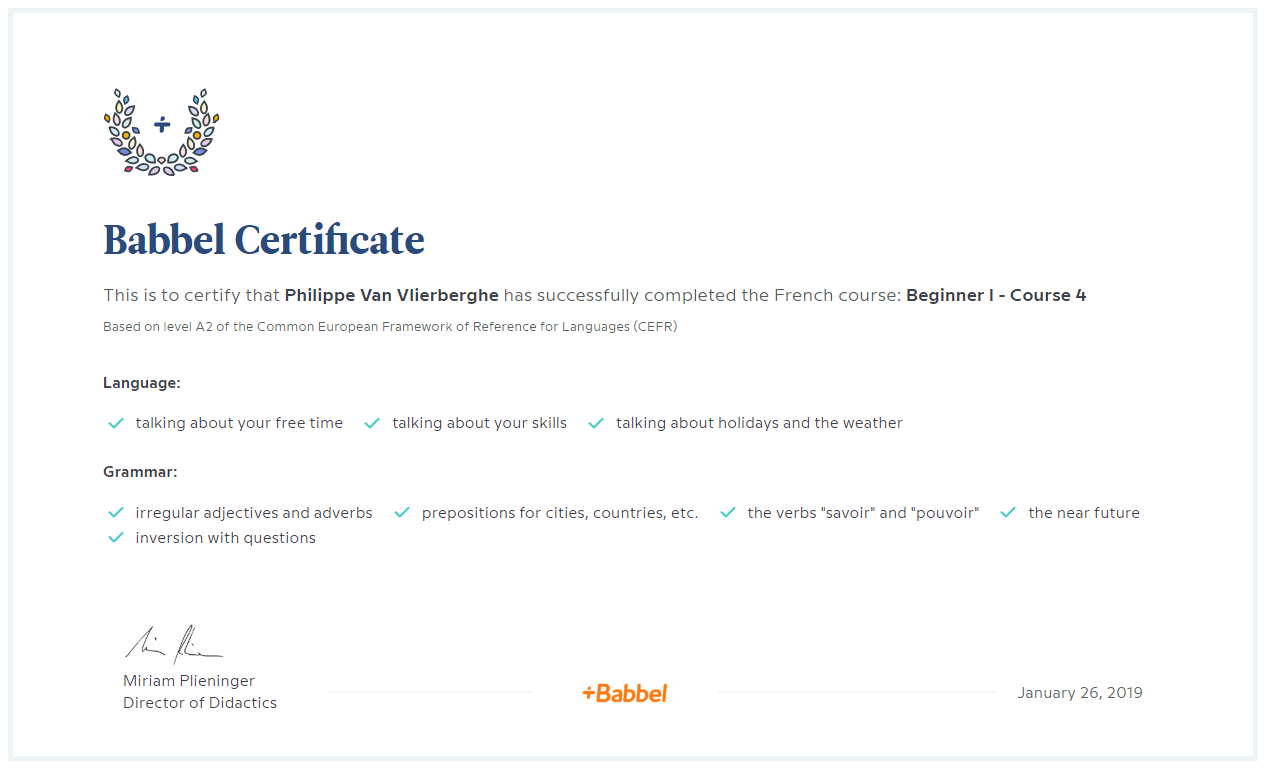 Babbel Certificate
This is to certify that Philippe Van Vlierberghe has successfully completed the French course: Beginner I - Course 4
Based on level A2 of the Common European Framework of Reference for Languages (CEFR)
Language:
talking about your free time talking about your skills talking about holidays and the weather
Grammar:
irregular adjectives and adverbs prepositions for cities, countries, etc. the verbs "savoir" and "pouvoir" the near future
inversion with questions
Miriam Plieninger
Director of Didactics
+Babbel
January 26, 2019